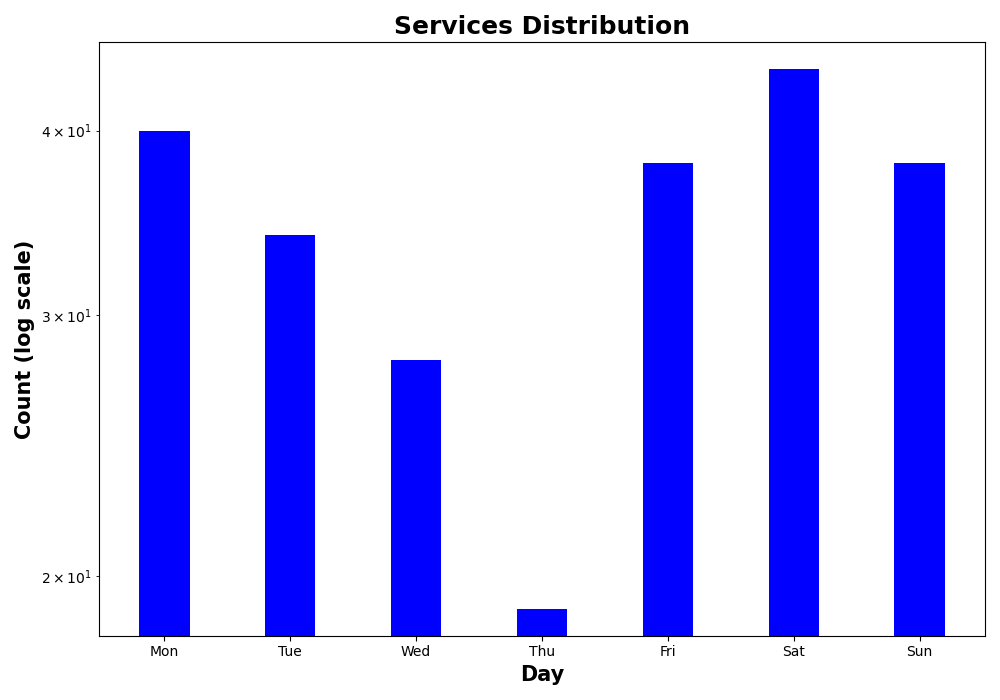 Services Distribution
Count (log scale)
4 × 10¹
3 × 10¹
2 × 10¹
Mon Tue Wed Thu Fri Sat Sun
Day